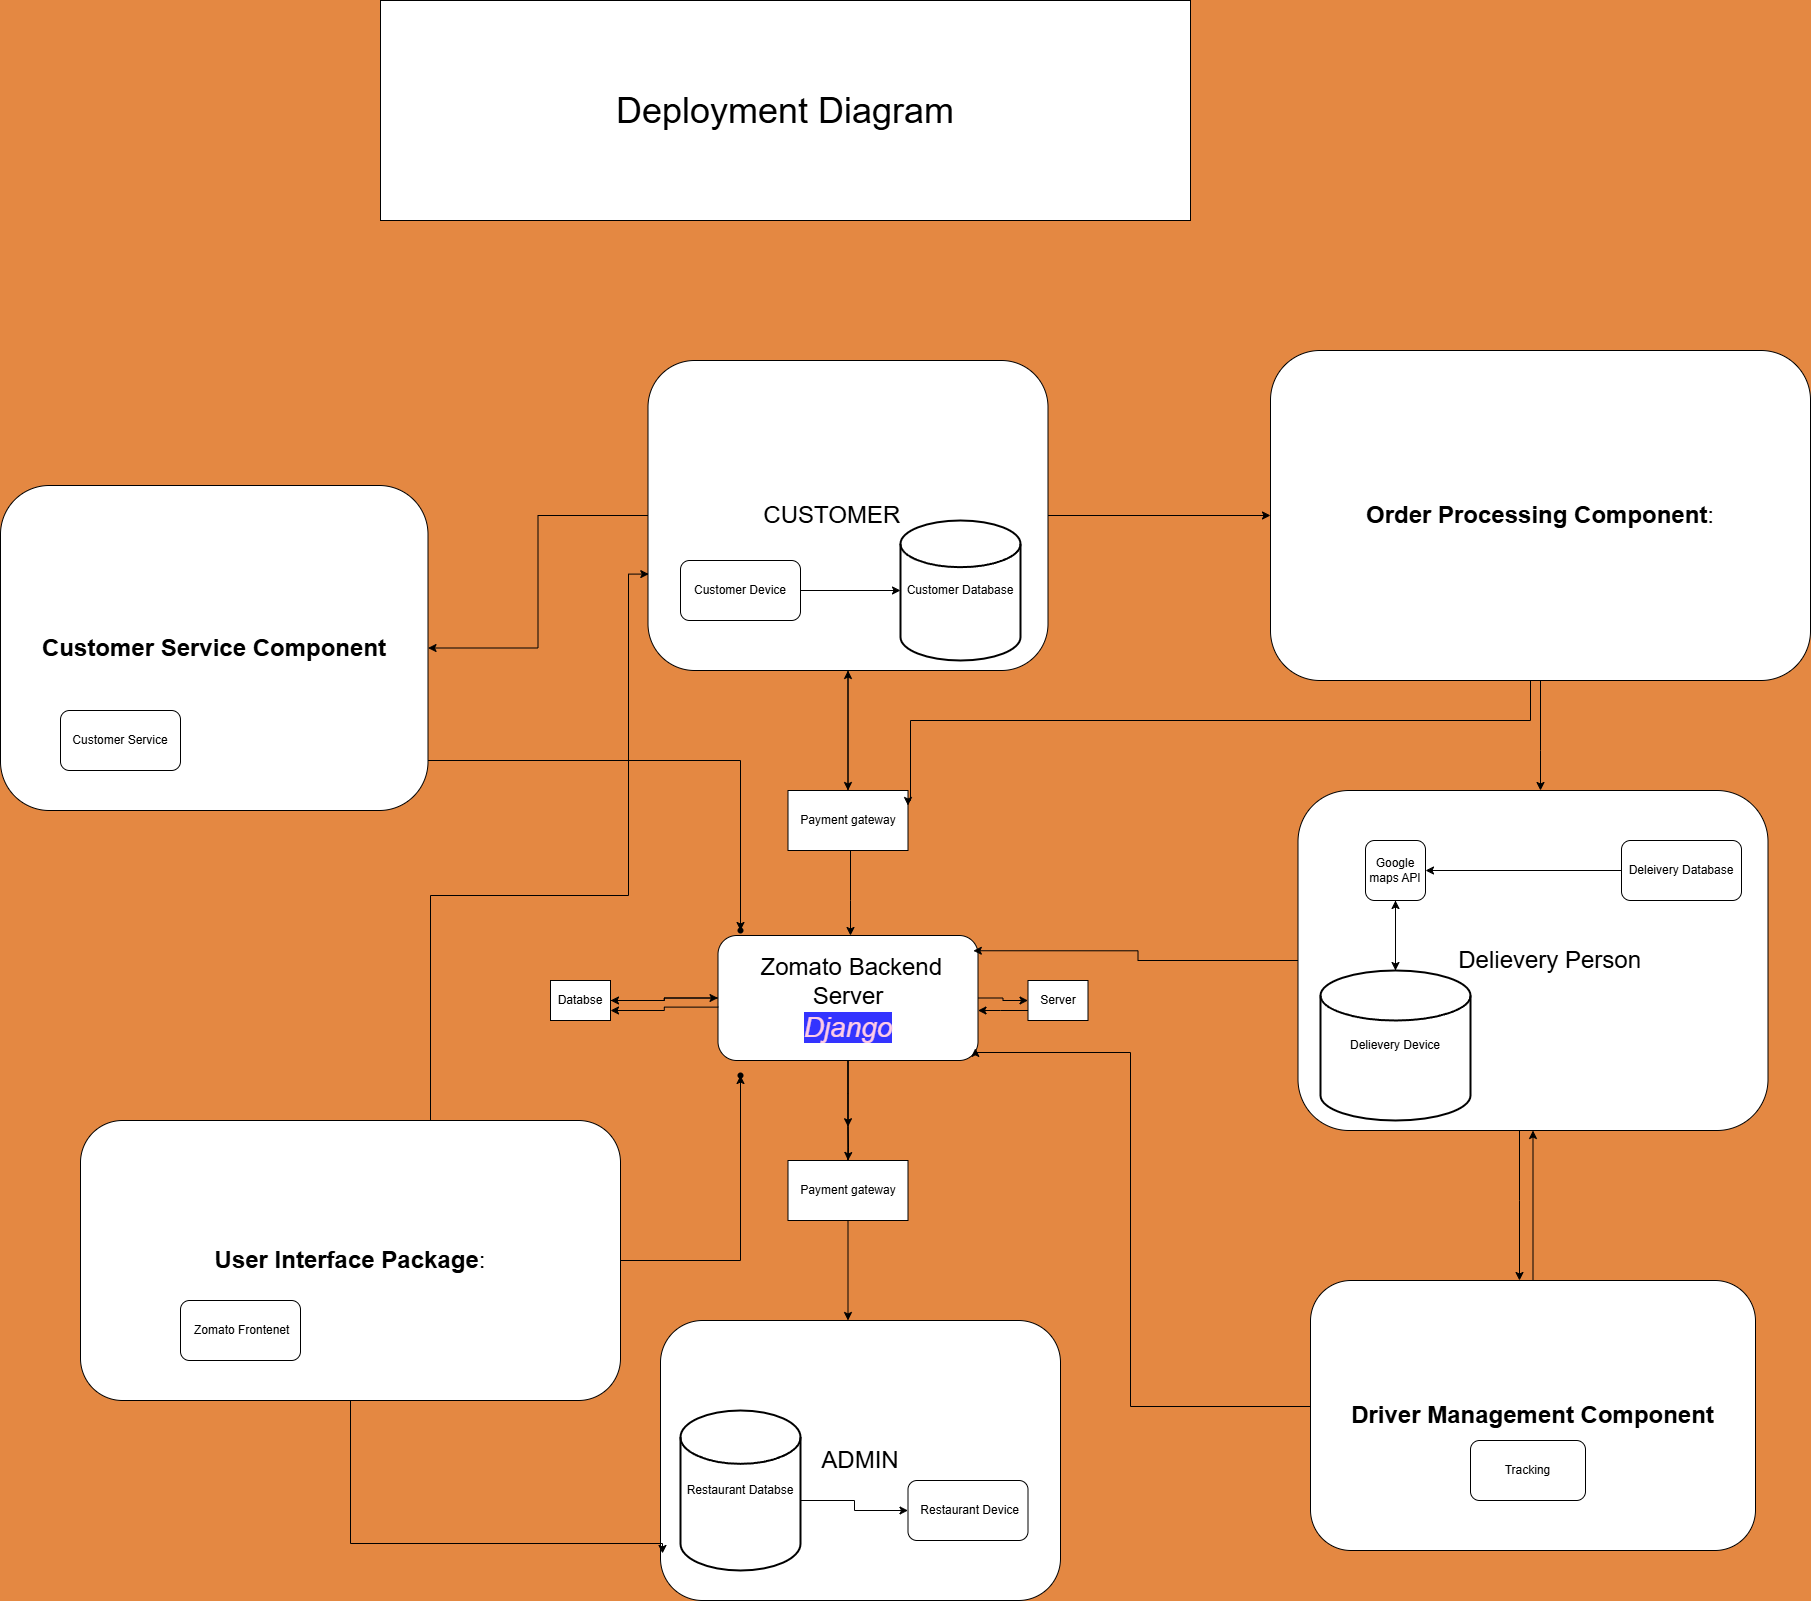 Deployment Diagram
CUSTOMER
Order Processing Component:
Customer Device
Customer Database
Customer Service Component
Customer Service
Payment gateway
Google
maps API
Deleivery Database
Delievery Person
Delievery Device
Zomato Backend
Server
Django
Databse
Server
Payment gateway
User Interface Package:
Zomato Frontenet
ADMIN
Restaurant Databse
Restaurant Device
Driver Management Component
Tracking